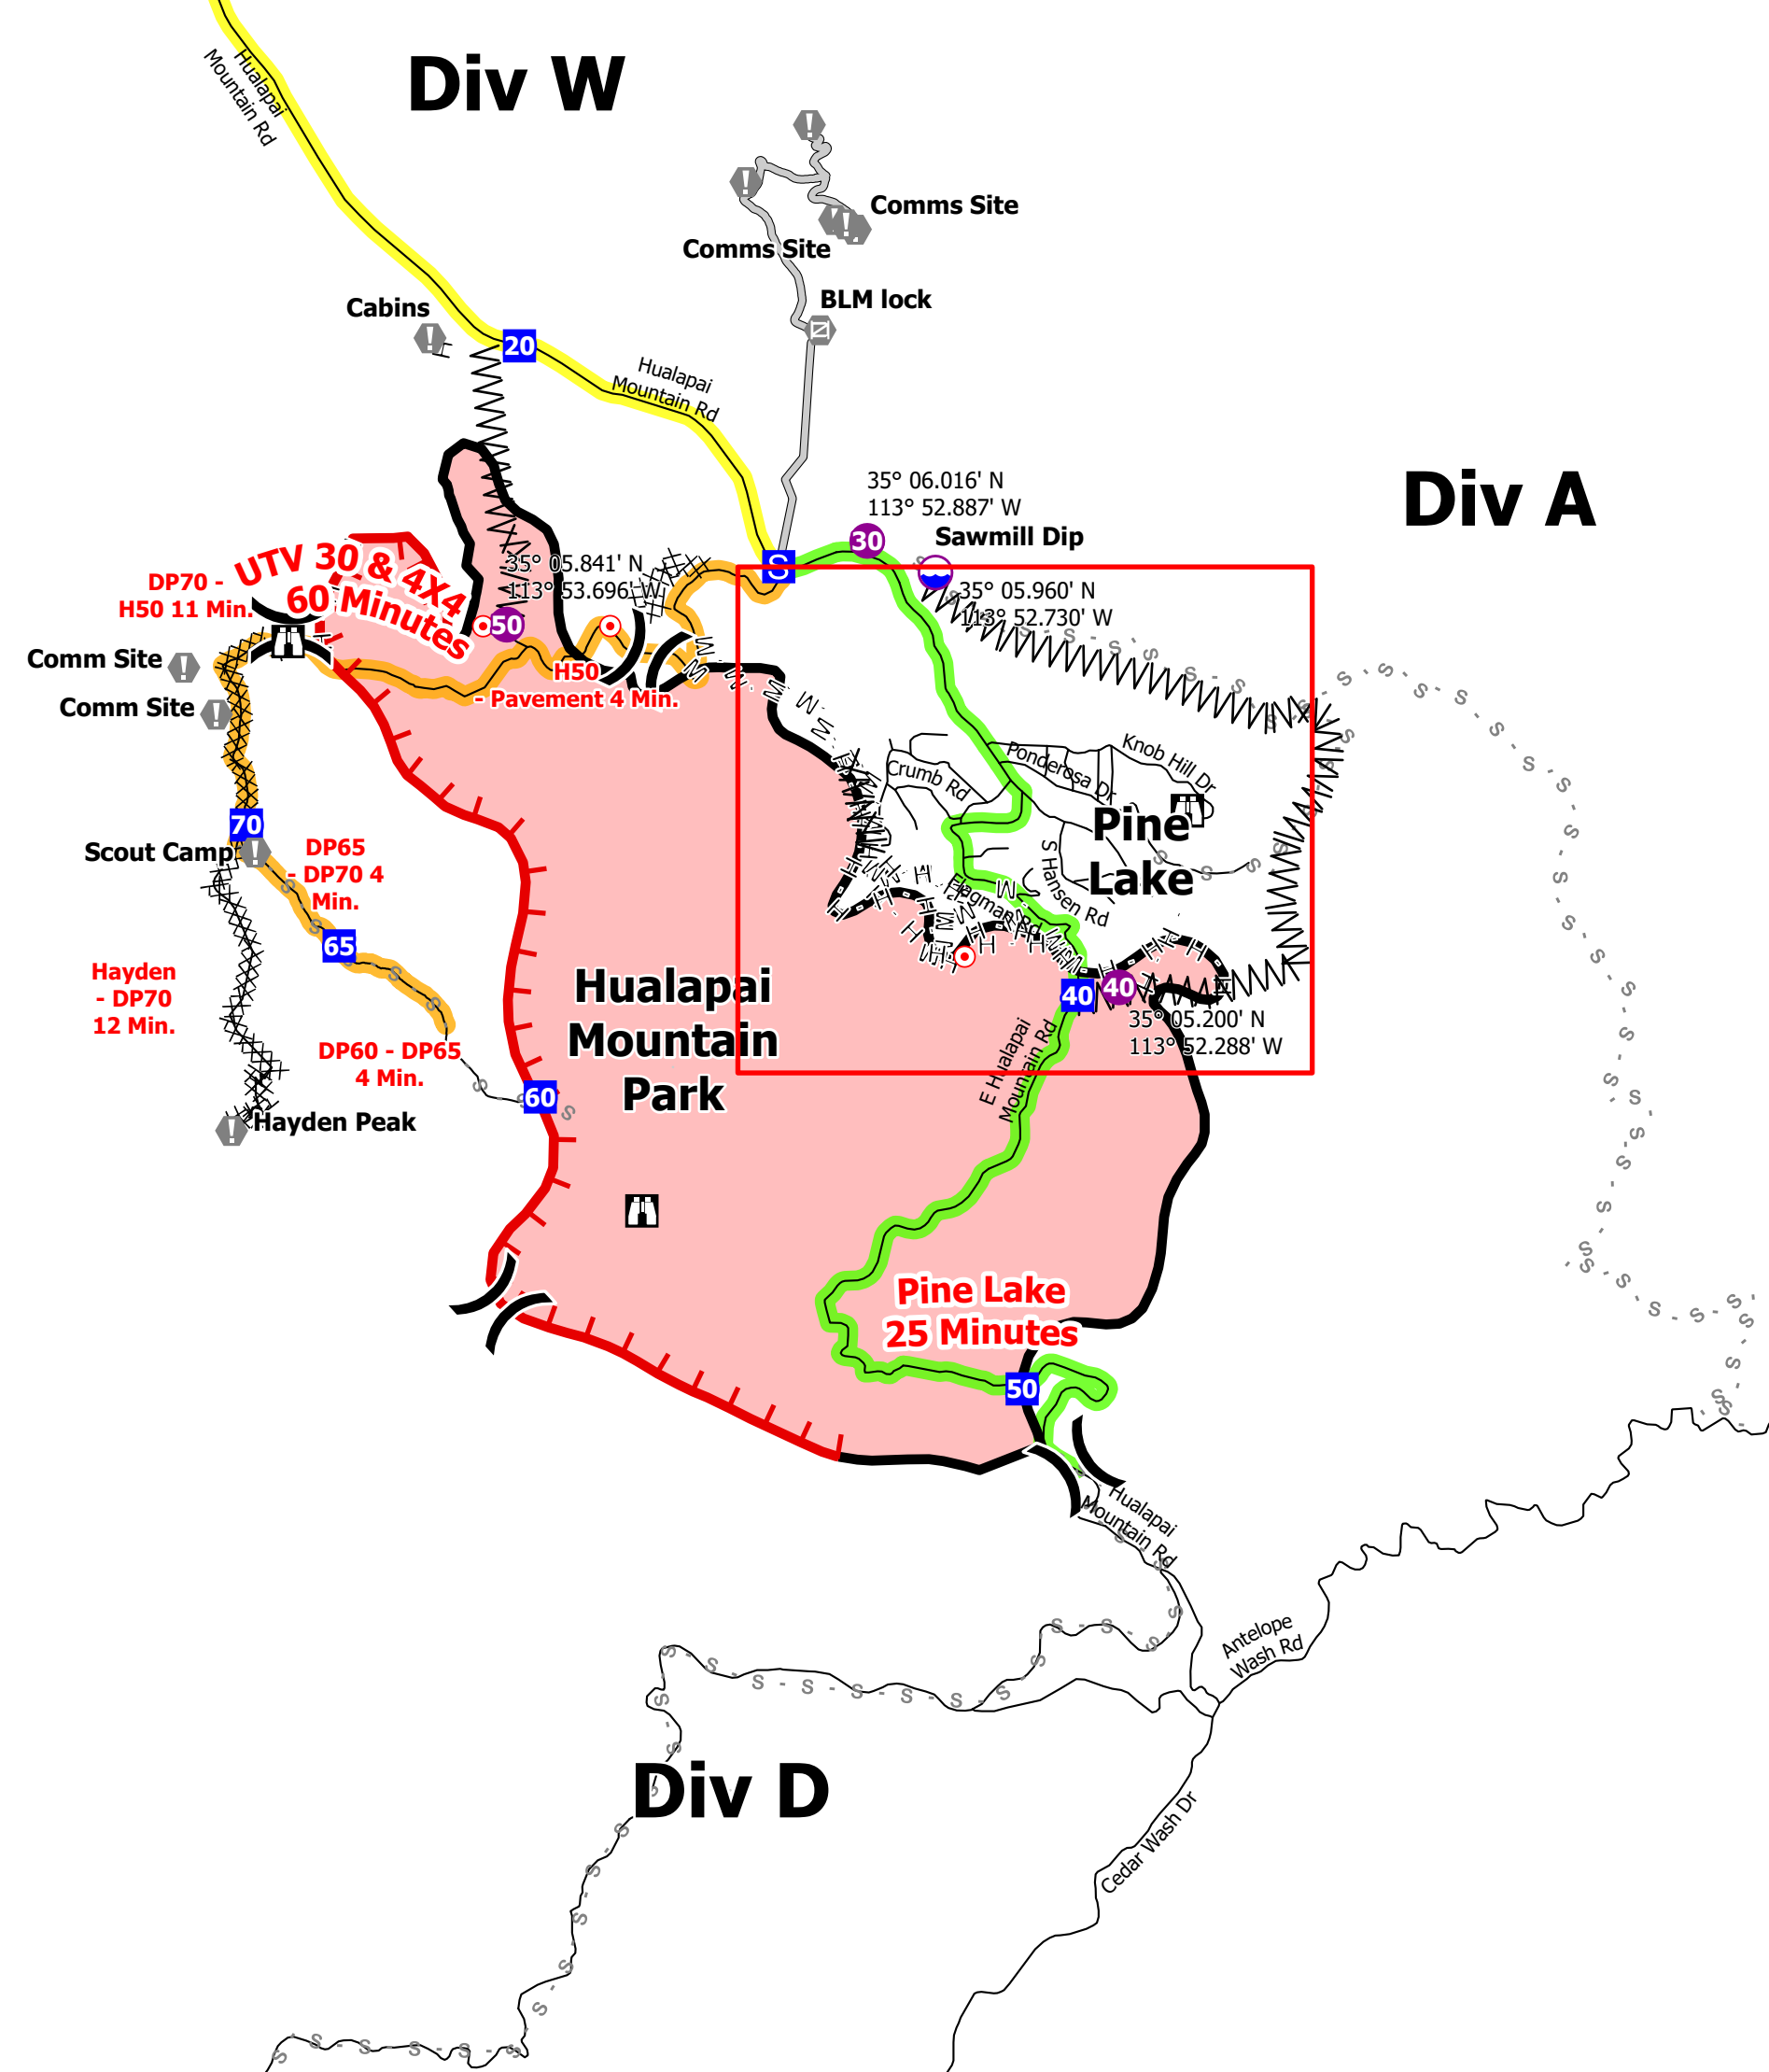 Div W
Hualapai
Mountain Rd
Comms Site
Comms Site
BLM lock
Cabins
20
Hualapai
Mountain Rd
Div A
35° 06.016' N
113° 52.887' W
30
Sawmill Dip
S
35° 05.960' N
113° 52.730' W
35° 05.841' N
113° 53.696' W
50
UTV 30 & 4X4
60 Minutes
DP70 -
H50 11 Min.
Comm Site
Comm Site
H50
- Pavement 4 Min.
Crumb Rd
Ponderosa Dr
Knob Hill Dr
Pine
Lake
S Hansen Rd
Flagman Rd
70
Scout Camp
DP65
- DP70 4
Min.
65
Hayden
- DP70
12 Min.
DP60 - DP65
4 Min.
60
Hayden Peak
Hualapai
Mountain
Park
40
40
35° 05.200' N
113° 52.288' W
E Hualapai
Mountain Rd
Pine Lake
25 Minutes
50
Hualapai
Mountain Rd
Antelope
Wash Rd
Div D
Cedar Wash Dr